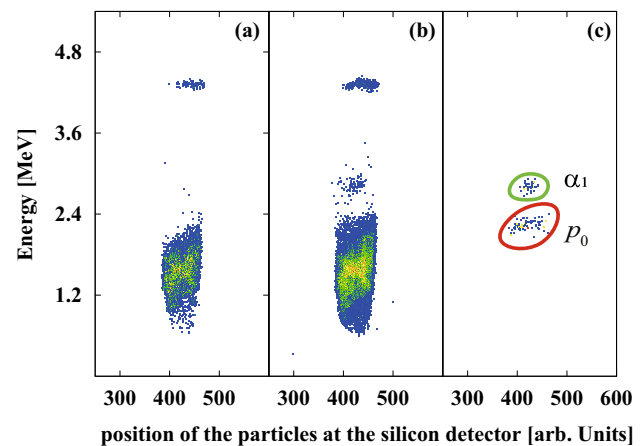 (a) (b) (c)
4.8
3.6
2.4
1.2
Energy [MeV]
α1
p0
300 400 500 300 400 500 300 400 500 600
position of the particles at the silicon detector [arb. Units]